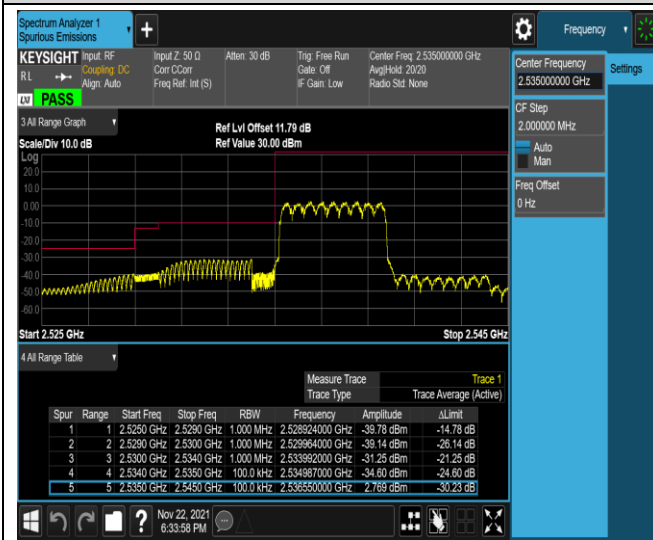 Spectrum Analyzer 1
Spurious Emissions
+
Frequency
KEYSIGHT Input: RF Input Z: 50 Ω Atten: 30 dB Trig: Free Run Center Freq: 2.535000000 GHz
RL Coupling: DC Corr CCorr Gate: Off Avg|Hold: 20/20
Align: Auto Freq Ref: Int (S) IF Gain: Low Radio Std: None
LXI PASS
Center Frequency
2.535000000 GHz
Settings
CF Step
2.000000 MHz
Auto
Man
Freq Offset
0 Hz
3 All Range Graph
Ref Lvl Offset 11.79 dB
Scale/Div 10.0 dB Ref Value 30.00 dBm
Log
20.0
10.0
0.00
-10.0
-20.0
-30.0
-40.0
-50.0
-60.0
Start 2.525 GHz Stop 2.545 GHz
4 All Range Table
Measure Trace Trace 1
Trace Type Trace Average (Active)
Spur Range Start Freq Stop Freq RBW Frequency Amplitude ΔLimit
1 1 2.5250 GHz 2.5290 GHz 1.000 MHz 2.528924000 GHz -39.78 dBm -14.78 dB
2 2 2.5290 GHz 2.5300 GHz 1.000 MHz 2.529964000 GHz -39.14 dBm -26.14 dB
3 3 2.5300 GHz 2.5340 GHz 1.000 MHz 2.533992000 GHz -31.25 dBm -21.25 dB
4 4 2.5340 GHz 2.5350 GHz 100.0 kHz 2.534987000 GHz -34.60 dBm -24.60 dB
5 5 2.5350 GHz 2.5450 GHz 100.0 kHz 2.536550000 GHz 2.769 dBm -30.23 dB
?
Nov 22, 2021
6:33:58 PM